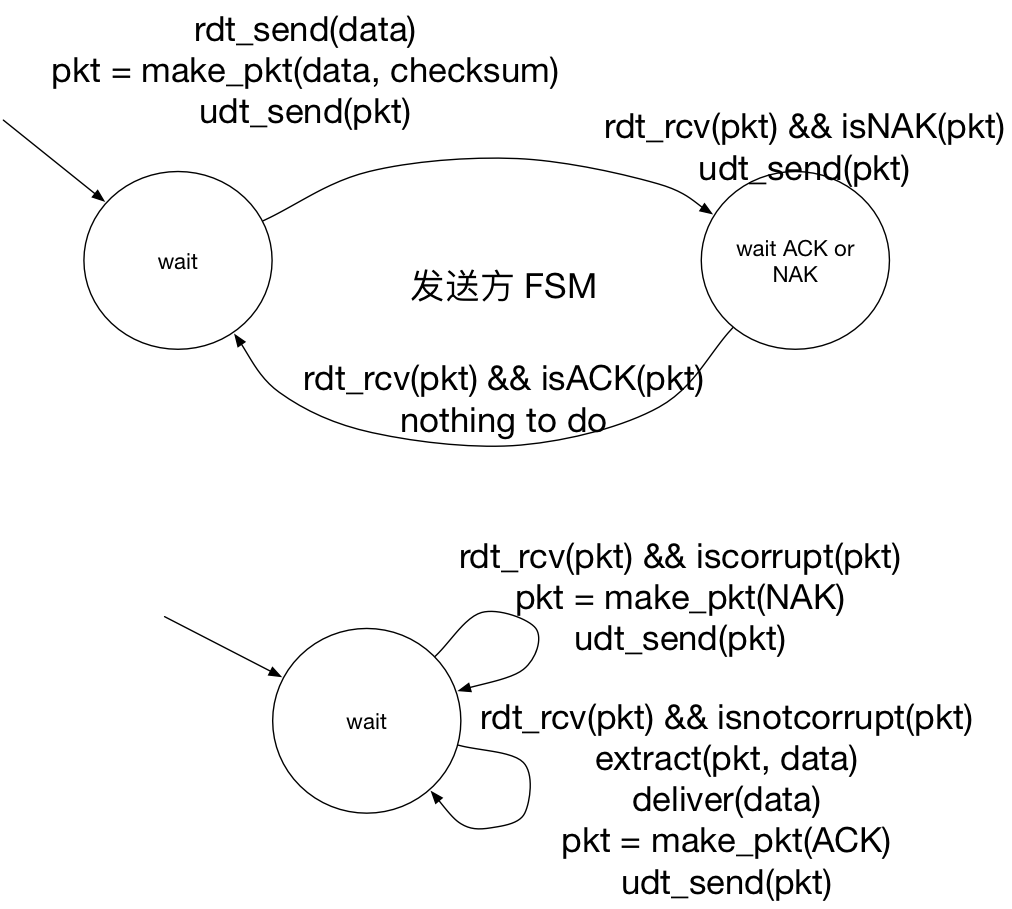 rdt_send(data)
pkt = make_pkt(data, checksum)
udt_send(pkt)
rdt_rcv(pkt) && isNAK(pkt)
udt_send(pkt)
wait
wait ACK or
NAK
发送方 FSM
rdt_rcv(pkt) && isACK(pkt)
nothing to do
rdt_rcv(pkt) && iscorrupt(pkt)
pkt = make_pkt(NAK)
udt_send(pkt)
wait
rdt_rcv(pkt) && isnotcorrupt(pkt)
extract(pkt, data)
deliver(data)
pkt = make_pkt(ACK)
udt_send(pkt)